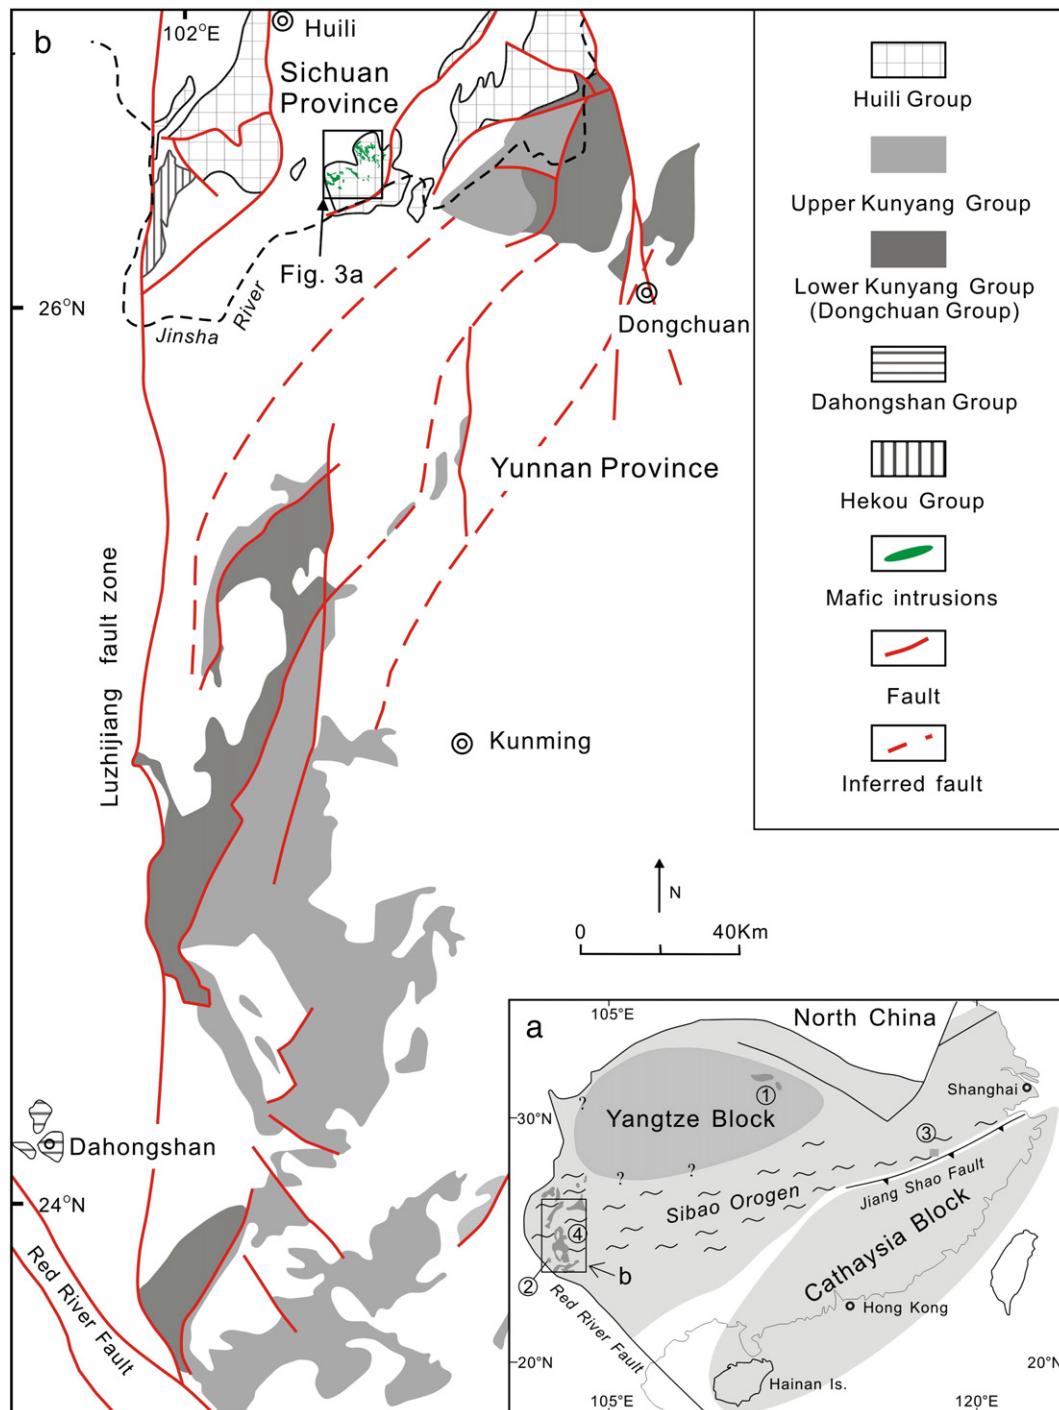 b
102°E
Huili
Sichuan
Province
Fig. 3a
26°N
Jinsha River
Dongchuan
Yunnan Province
Luzhijiang fault zone
Kunming
N
0 40Km
Dahongshan
24°N
Red River Fault
Huili Group
Upper Kunyang Group
Lower Kunyang Group
(Dongchuan Group)
Dahongshan Group
Hekou Group
Mafic intrusions
Fault
Inferred fault
a
105°E
North China
Shanghai
30°N
?
Yangtze Block
①
③
?
?
Sibao Orogen
Jiang Shao Fault
④
b
②
Cathaysia Block
Red River Fault
Hong Kong
20°N
Hainan Is.
20°N
105°E
120°E